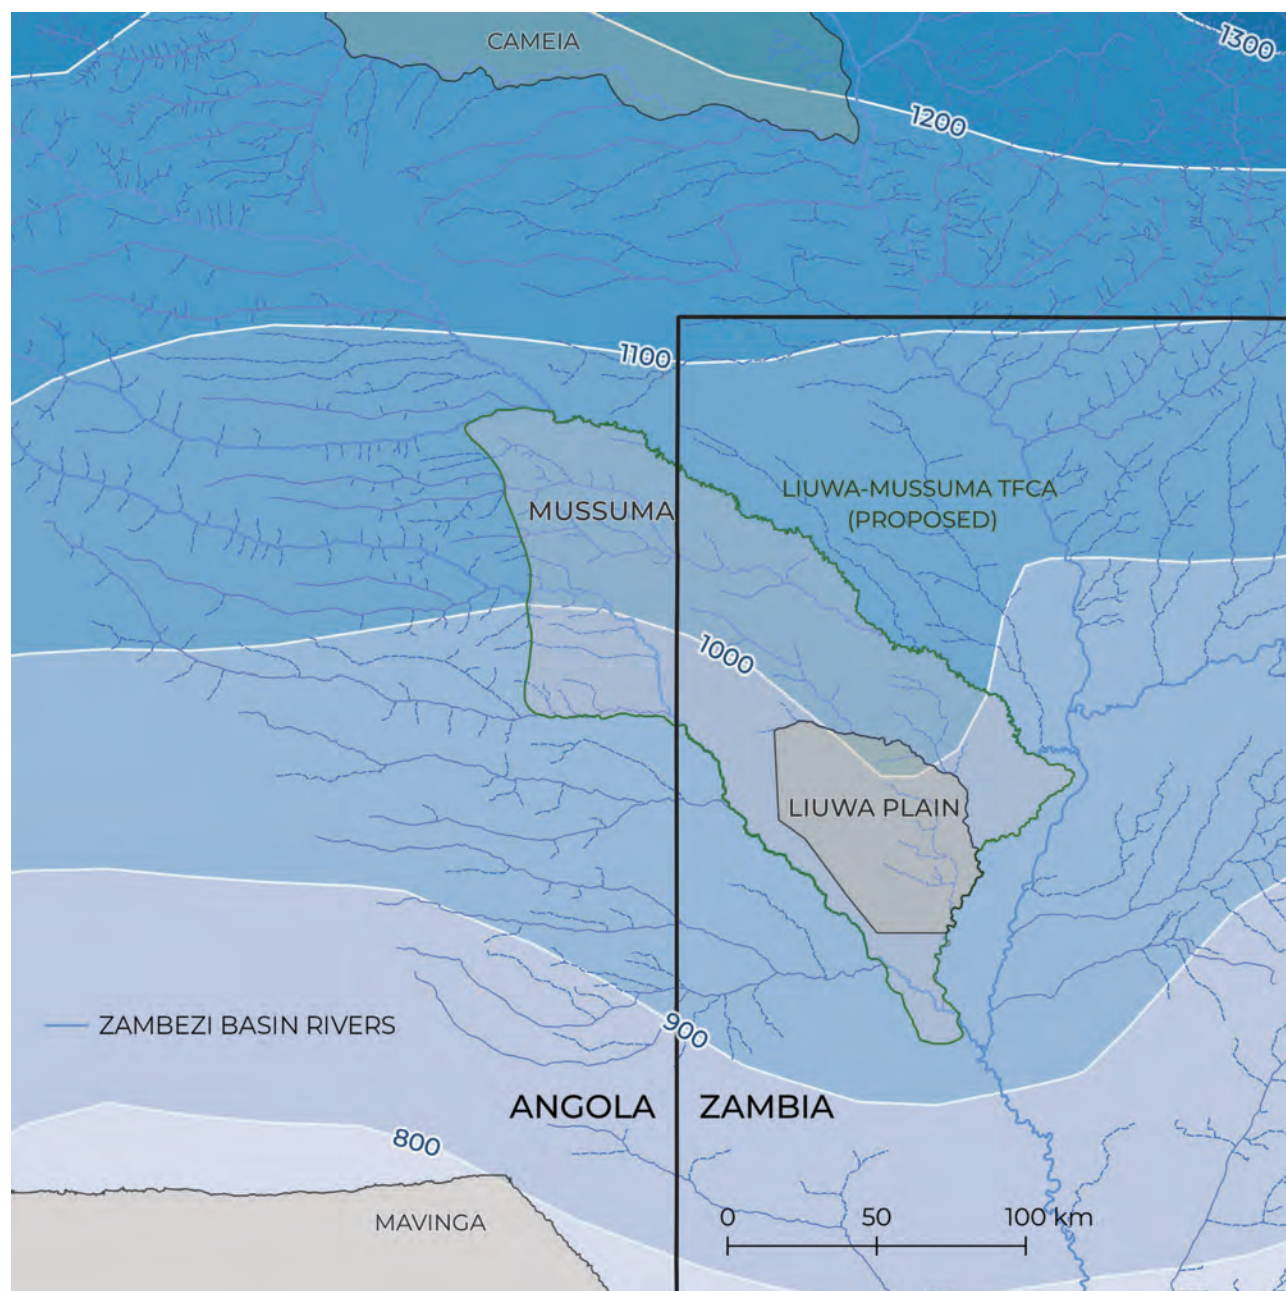 CAMEIA
1300
1200
1100
LIUWA-MUSSUMA TFCA
(PROPOSED)
MUSSUMA
1000
LIUWA PLAIN
ZAMBEZI BASIN RIVERS
900
ANGOLA
ZAMBIA
800
MAVINGA
0 50 100 km